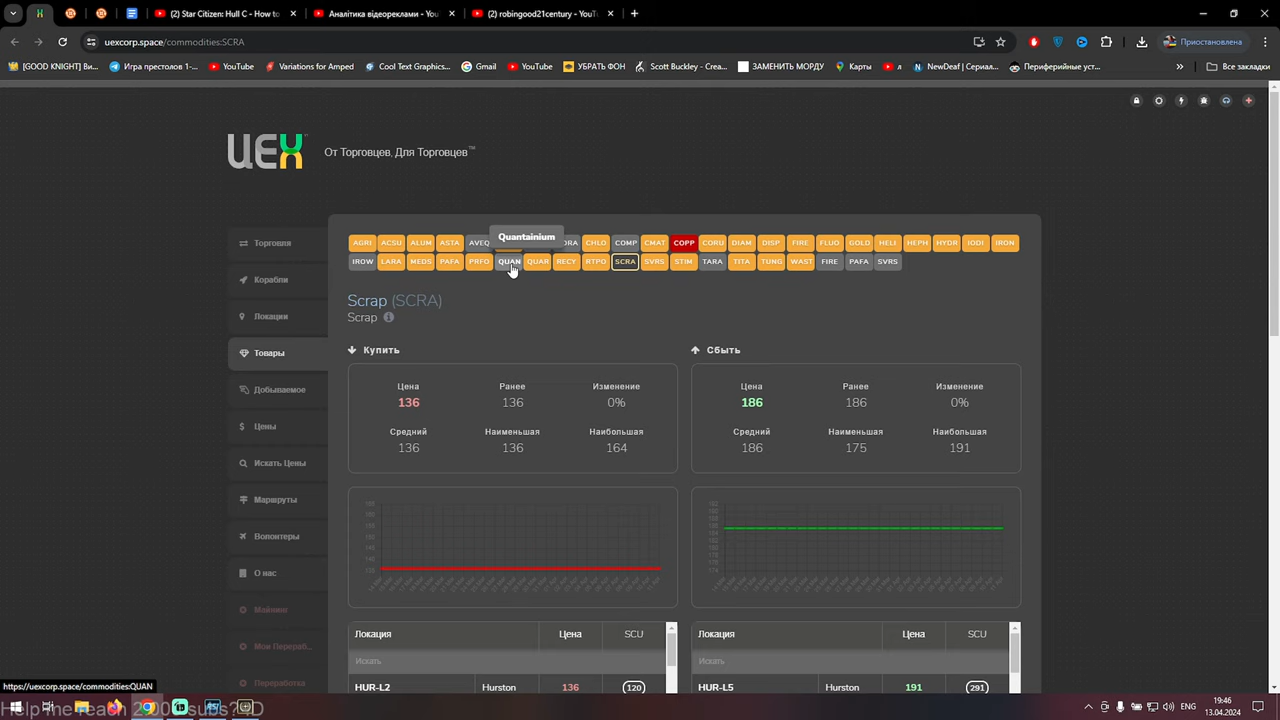 (2) Star Citizen: Hull C - How to
Аналітика відеореклами - YouTu
(2) robingood21century - YouTub
uexcorp.space/commodities:SCRA
Приостановлена
[GOOD KNIGHT] Ви...
Игра престолов 1-...
YouTube
Variations for Amped
Cool Text Graphics...
YouTube
УБРАТЬ ФОН
Scott Buckley - Crea...
ЗАМЕНИТЬ МОРДУ
Карты
л
NewDeaf | Сериал...
Периферийные уст...
Все закладки
UEX
От Торговцев, Для Торговцев™
Quantainium
AGRI ACSU ALUM ASTA AVEQ CHLO COMP CMAT COPP CORU DIAM DISP FIRE FLUO GOLD HELI HEPH HYDR IODI IRON
IROW LARA MEDS PAFA PRFO QUAN QUAR RECY RTPO SCRA SVRS STIM TARA TITA TUNG WAST FIRE PAFA SVRS
Торговля
Корабли
Локации
Товары
Добываемое
Цены
Искать Цены
Маршруты
Волонтеры
О нас
Майнинг
Мои Перераб...
Переработка
Scrap (SCRA)
Scrap
Купить
Цена Ранее Изменение
136 136 0%
Средний Наименьшая Наибольшая
136 136 164
Сбыть
Цена Ранее Изменение
186 186 0%
Средний Наименьшая Наибольшая
186 175 191
Локация Цена SCU
Искать
HUR-L2 Hurston 136 120
Локация Цена SCU
Искать
HUR-L5 Hurston 191 291
https://uexcorp.space/commodities:QUAN
ENG
19:46
13.04.2024